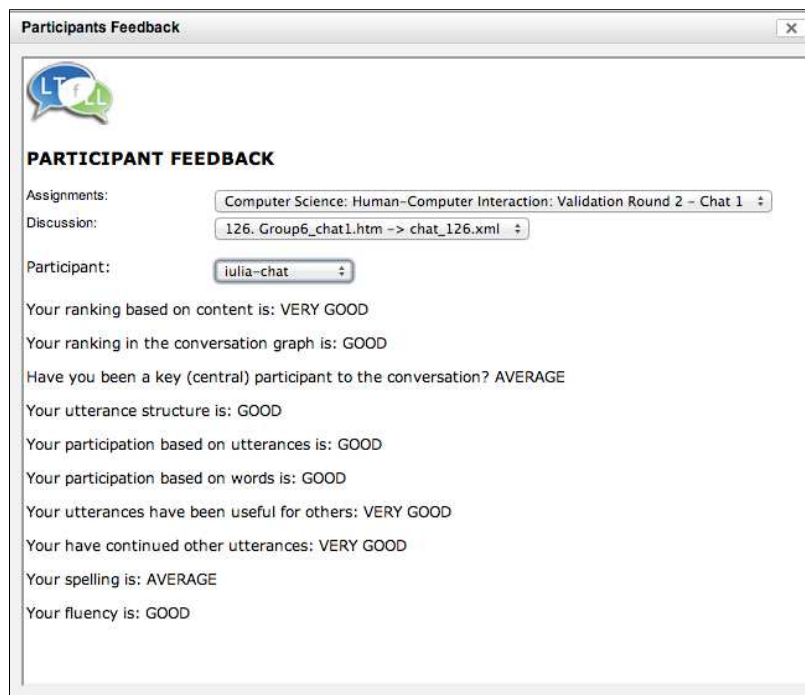 Participants Feedback
LTfLL
PARTICIPANT FEEDBACK
Assignments: Computer Science: Human-Computer Interaction: Validation Round 2 - Chat 1
Discussion: 126. Group6_chat1.htm -> chat_126.xml
Participant: iulia-chat
Your ranking based on content is: VERY GOOD
Your ranking in the conversation graph is: GOOD
Have you been a key (central) participant to the conversation? AVERAGE
Your utterance structure is: GOOD
Your participation based on utterances is: GOOD
Your participation based on words is: GOOD
Your utterances have been useful for others: VERY GOOD
Your have continued other utterances: VERY GOOD
Your spelling is: AVERAGE
Your fluency is: GOOD